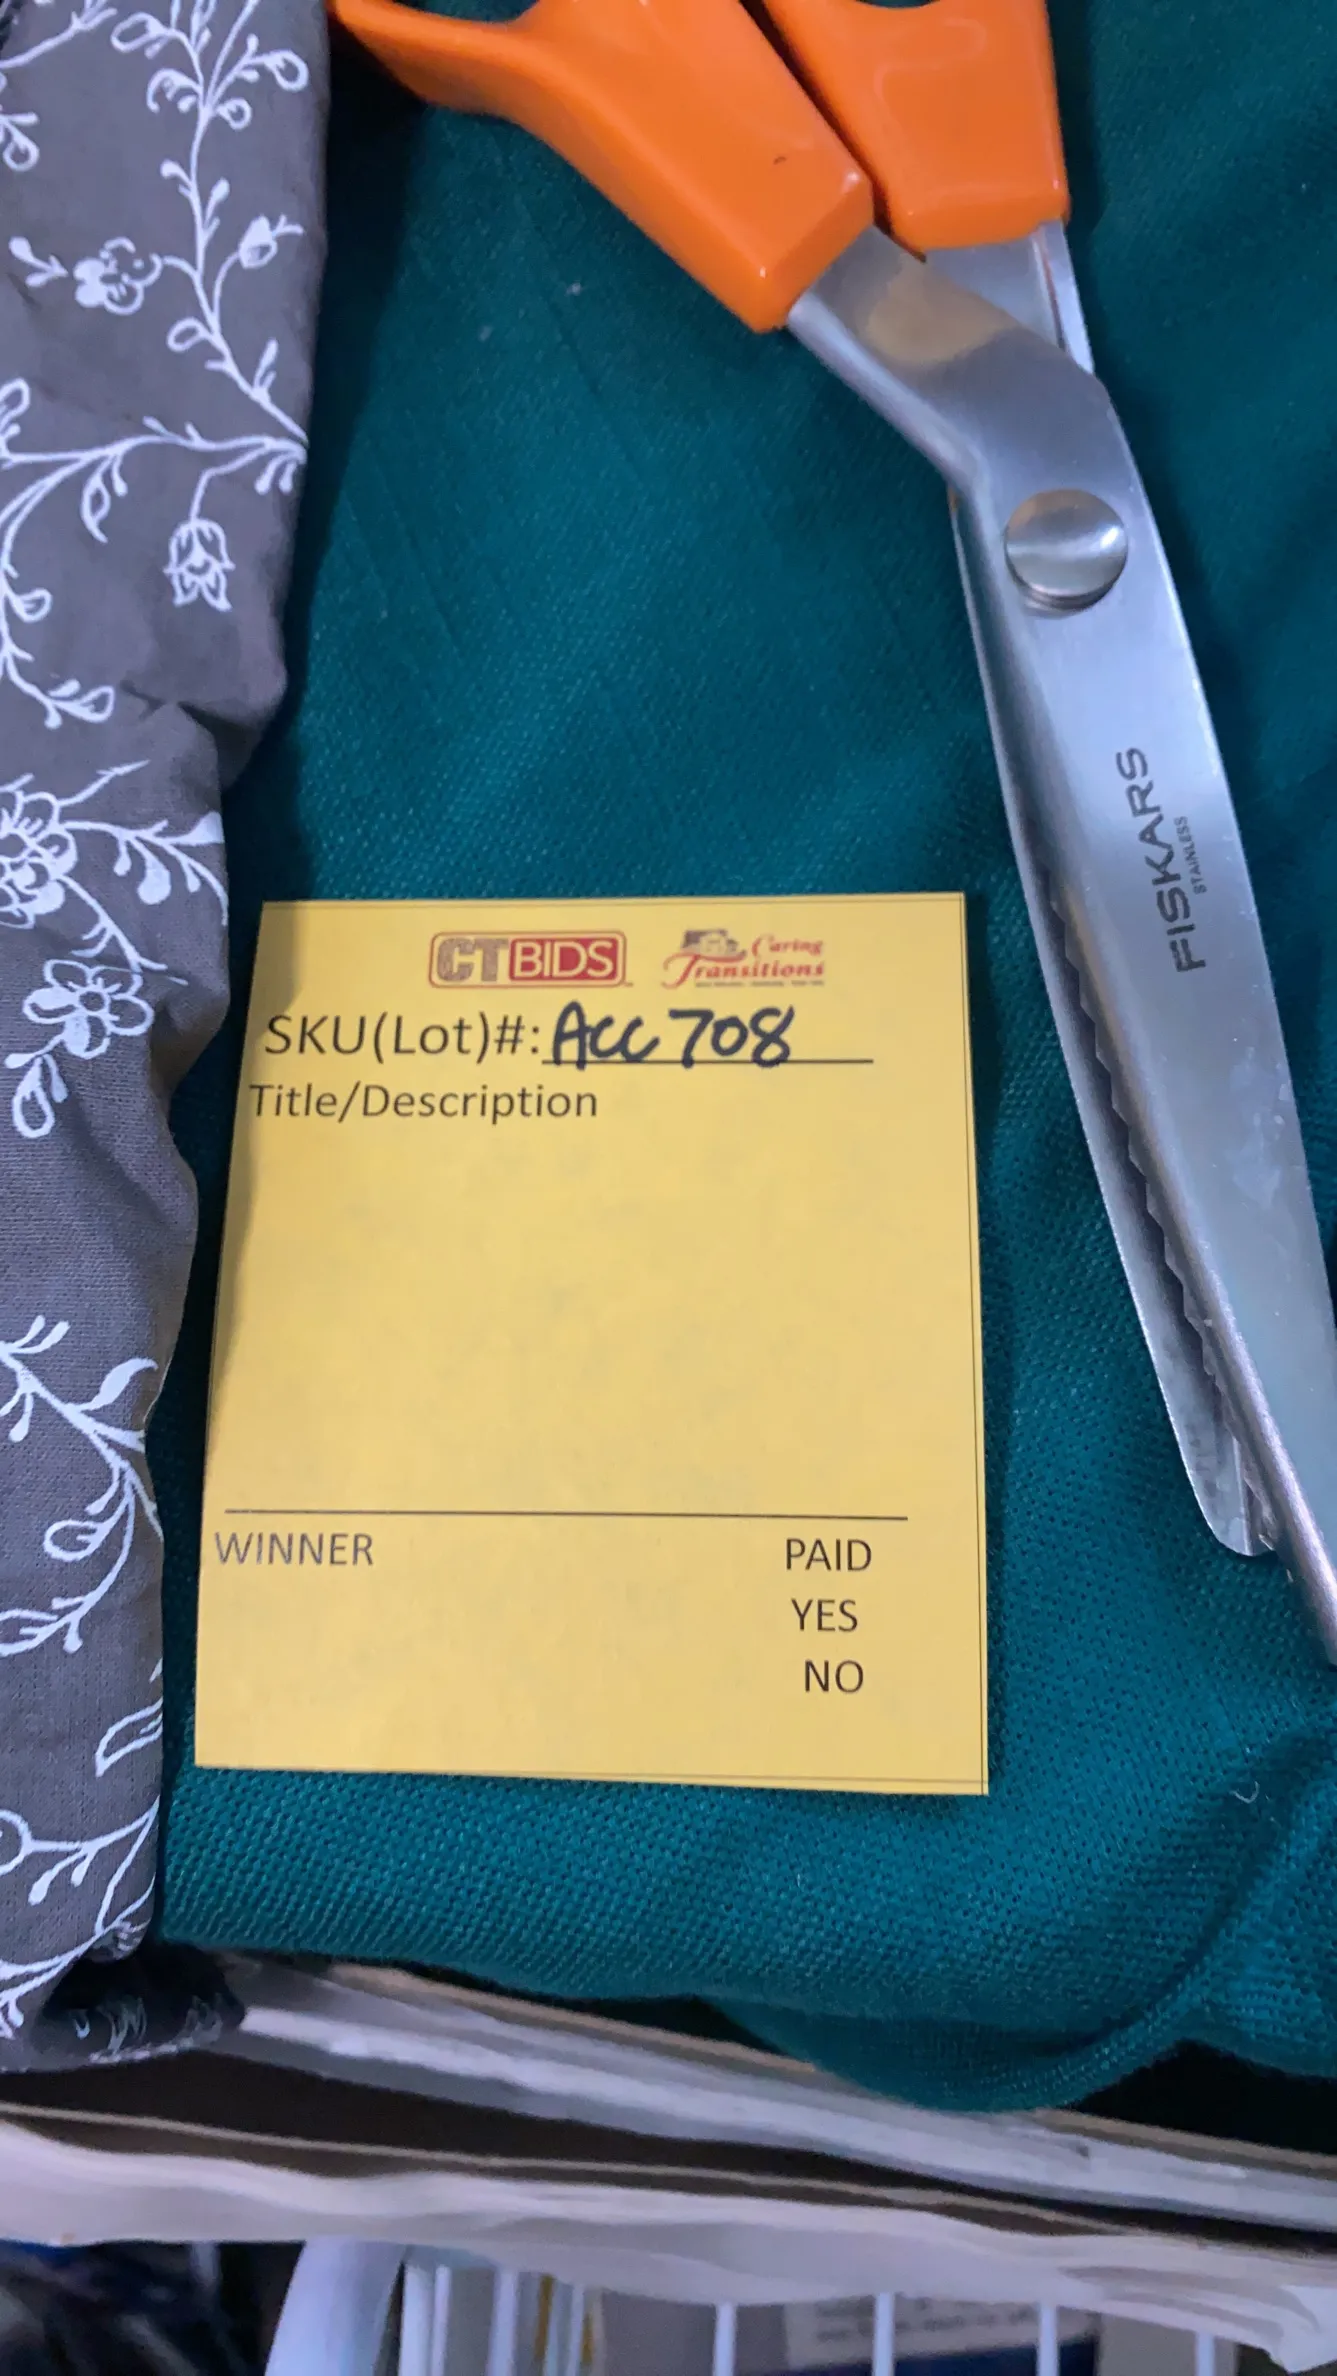 FISKARS
STAINLESS
CTBIDS
Caring
Transitions
SKU(Lot)#: ACC 708
Title/Description
WINNER
PAID
YES
NO